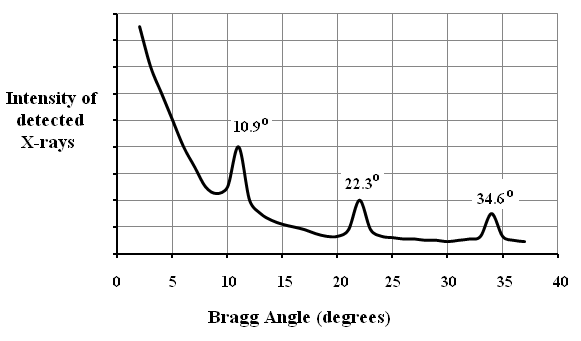 Intensity of
detected
X-rays
10.9°
22.3°
34.6°
0 5 10 15 20 25 30 35 40
Bragg Angle (degrees)